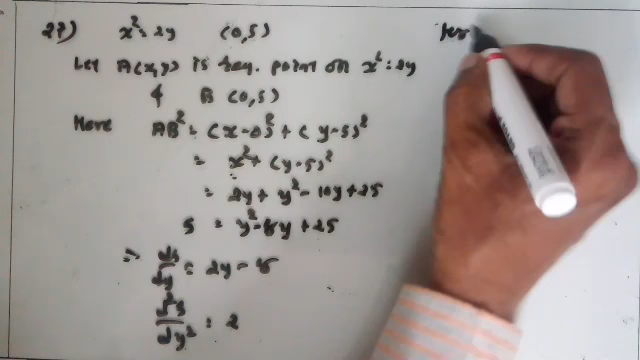 27) x² = 2y (0,5) for
Let A(x,y) is req. point on x² = 2y
& B (0,5)
Here AB² = (x-0)² + (y-5)²
= x² + (y-5)²
= 2y + y² - 10y + 25
S = y² - 8y + 25
⇒ ds/dy = 2y - 8
d²s/dy² = 2